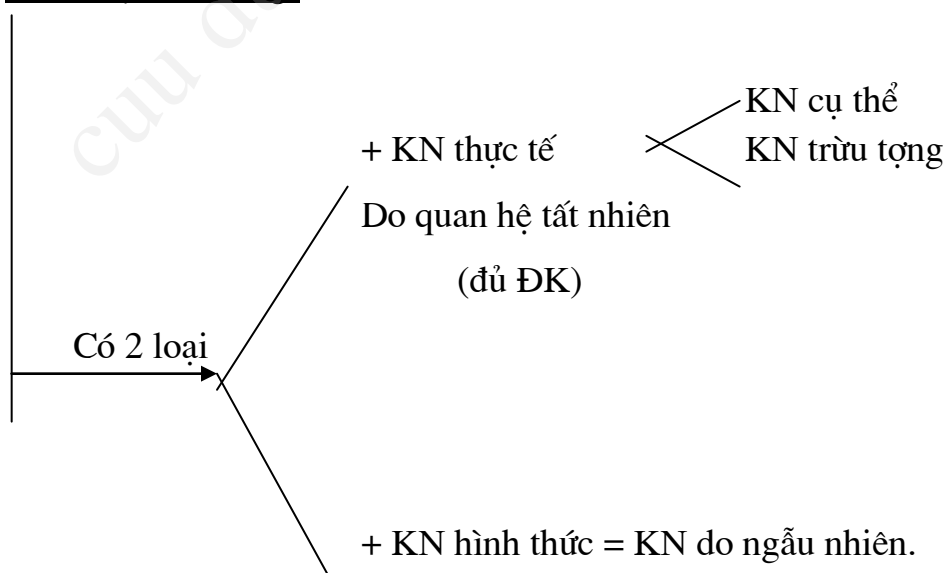 KN cụ thể
+ KN thực tế
KN trừu tợng
Do quan hệ tất nhiên
(đủ ĐK)
Có 2 loại
+ KN hình thức = KN do ngẫu nhiên.